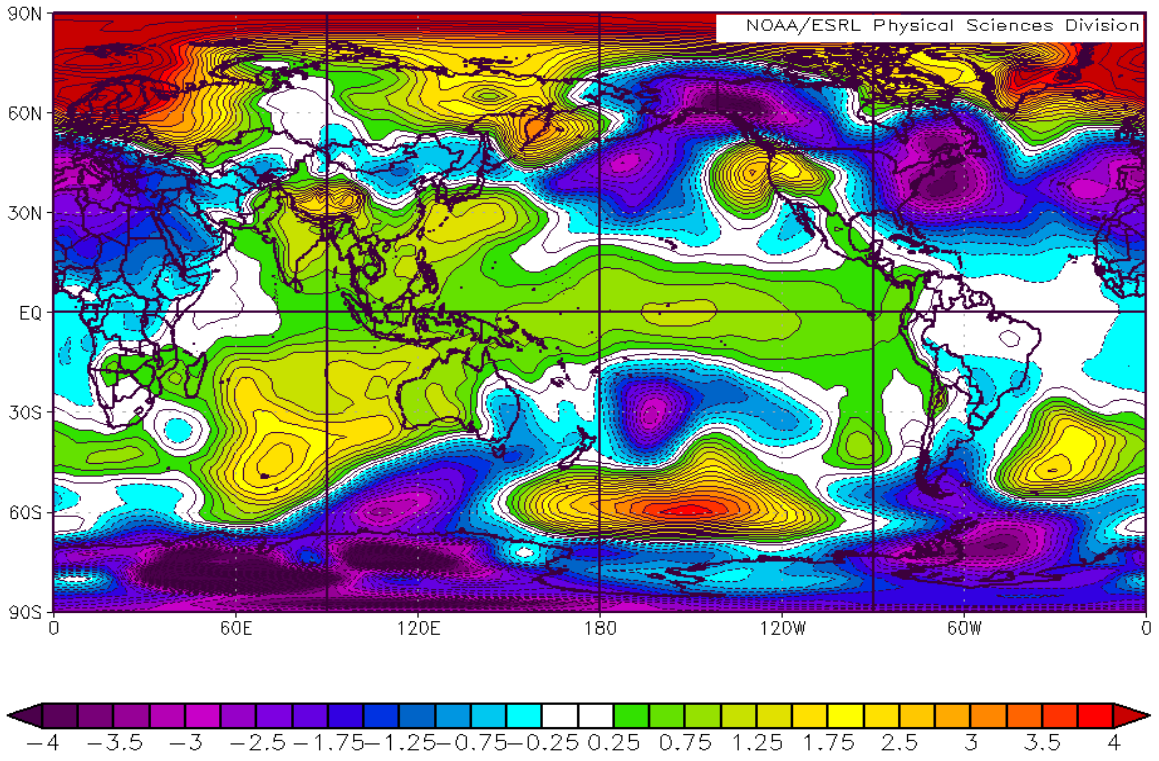 90N
NOAA/ESRL Physical Sciences Division
60N
30N
EQ
30S
60S
90S
0 60E 120E 180 120W 60W 0
−4 −3.5 −3 −2.5 −1.75 −1.25 −0.75 −0.25 0.25 0.75 1.25 1.75 2.5 3 3.5 4